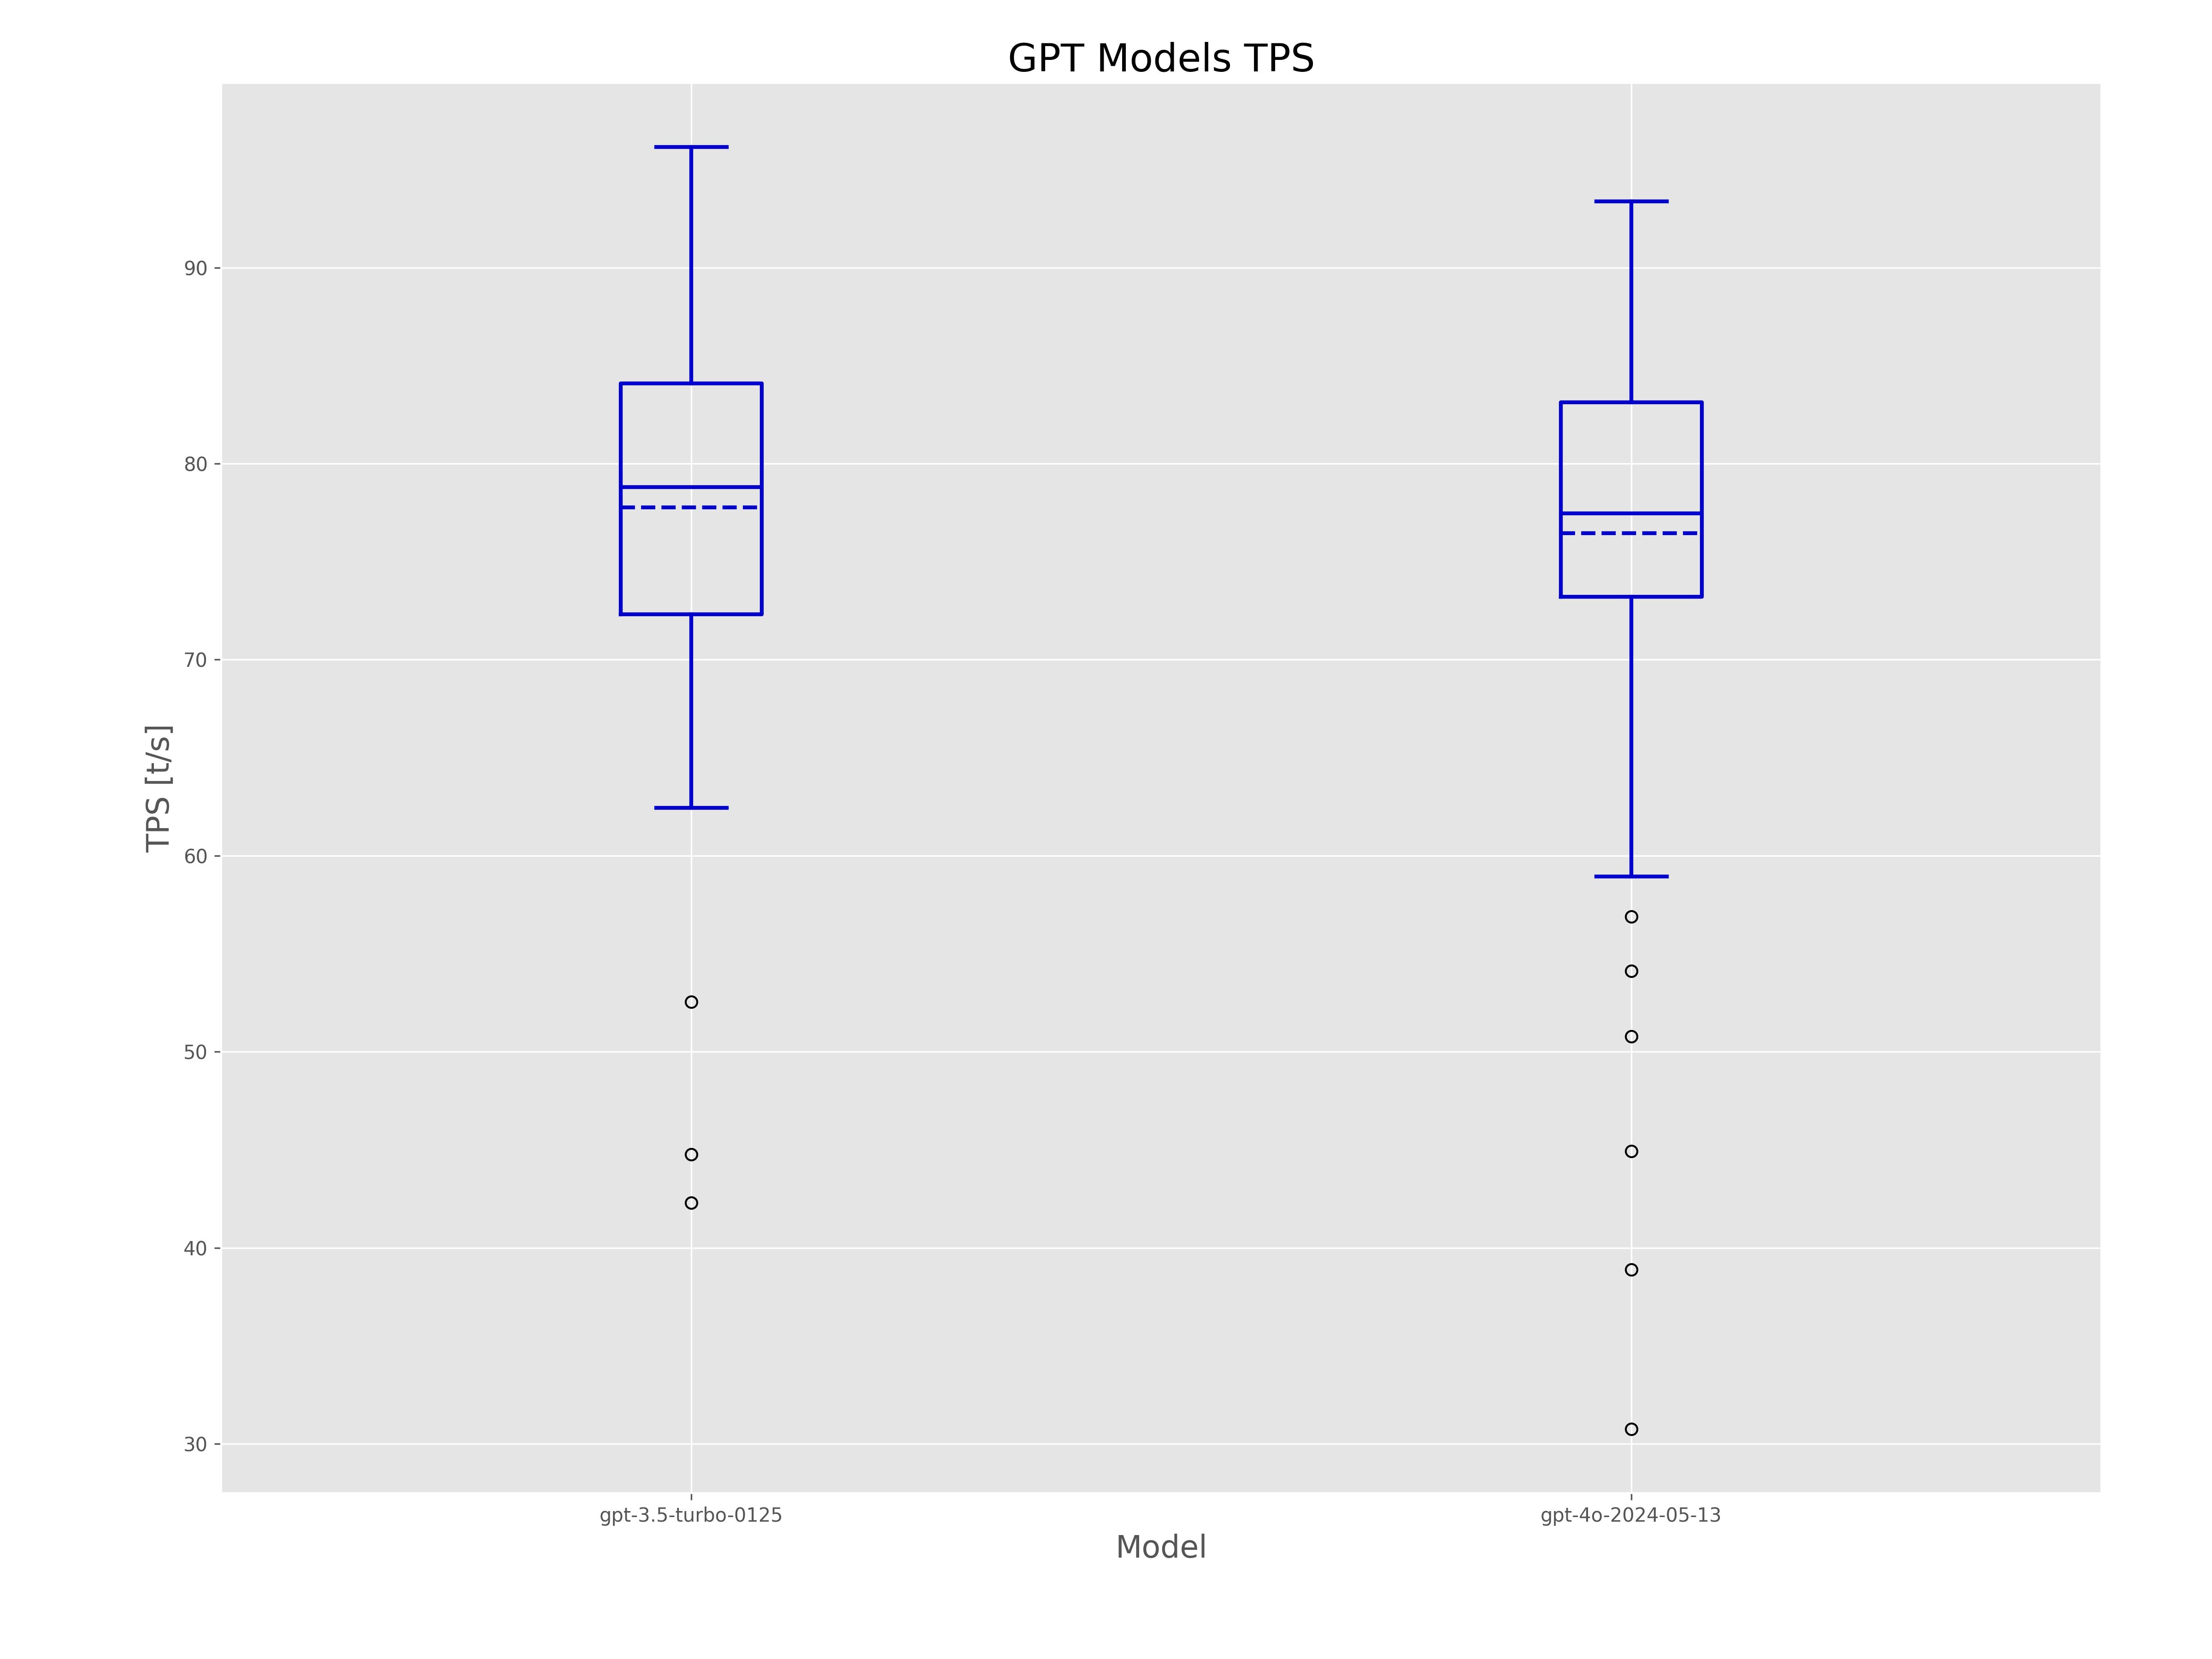 GPT Models TPS
90
80
70
60
50
40
30
TPS [t/s]
gpt-3.5-turbo-0125
gpt-4o-2024-05-13
Model